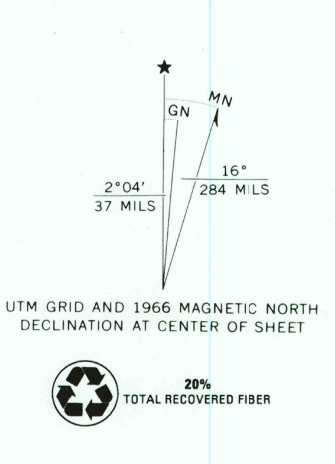 ★
MN
GN
16°
284 MILS
2°04′
37 MILS
UTM GRID AND 1966 MAGNETIC NORTH
DECLINATION AT CENTER OF SHEET
20%
TOTAL RECOVERED FIBER